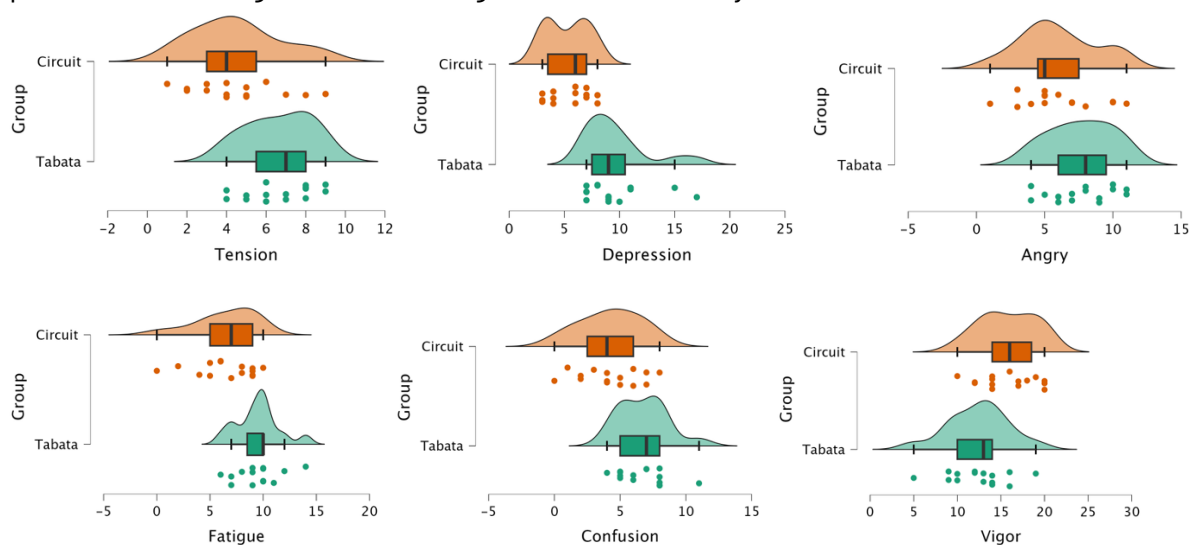 Circuit
Tabata
Group
-2 0 2 4 6 8 10 12
Tension
Circuit
Tabata
Group
0 5 10 15 20 25
Depression
Circuit
Tabata
Group
-5 0 5 10 15
Angry
Circuit
Tabata
Group
-5 0 5 10 15 20
Fatigue
Circuit
Tabata
Group
-5 0 5 10 15
Confusion
Circuit
Tabata
Group
0 5 10 15 20 25 30
Vigor